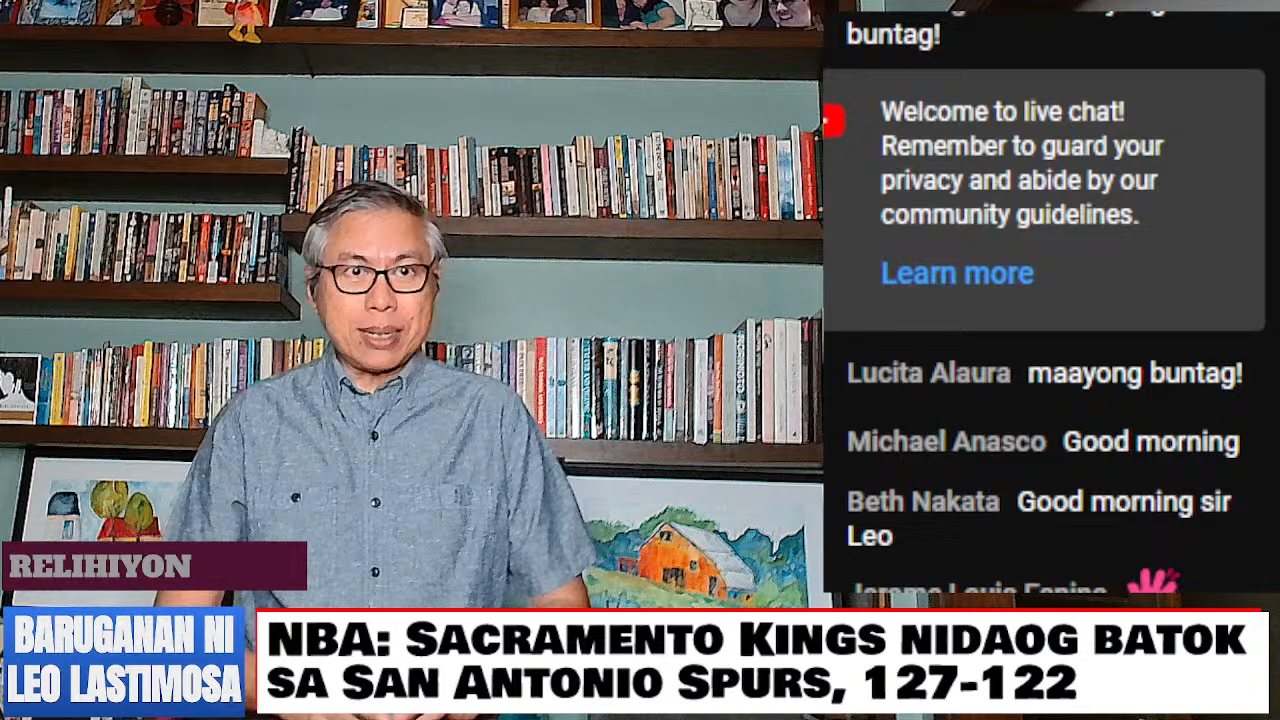 buntag!
Welcome to live chat!
Remember to guard your
privacy and abide by our
community guidelines.
Learn more
Lucita Alaura maayong buntag!
Michael Anasco Good morning
Beth Nakata Good morning sir
Leo
RELIHIYON
BARUGANAN NI
LEO LASTIMOSA
NBA: SACRAMENTO KINGS NIDAOG BATOK
SA SAN ANTONIO SPURS, 127-122